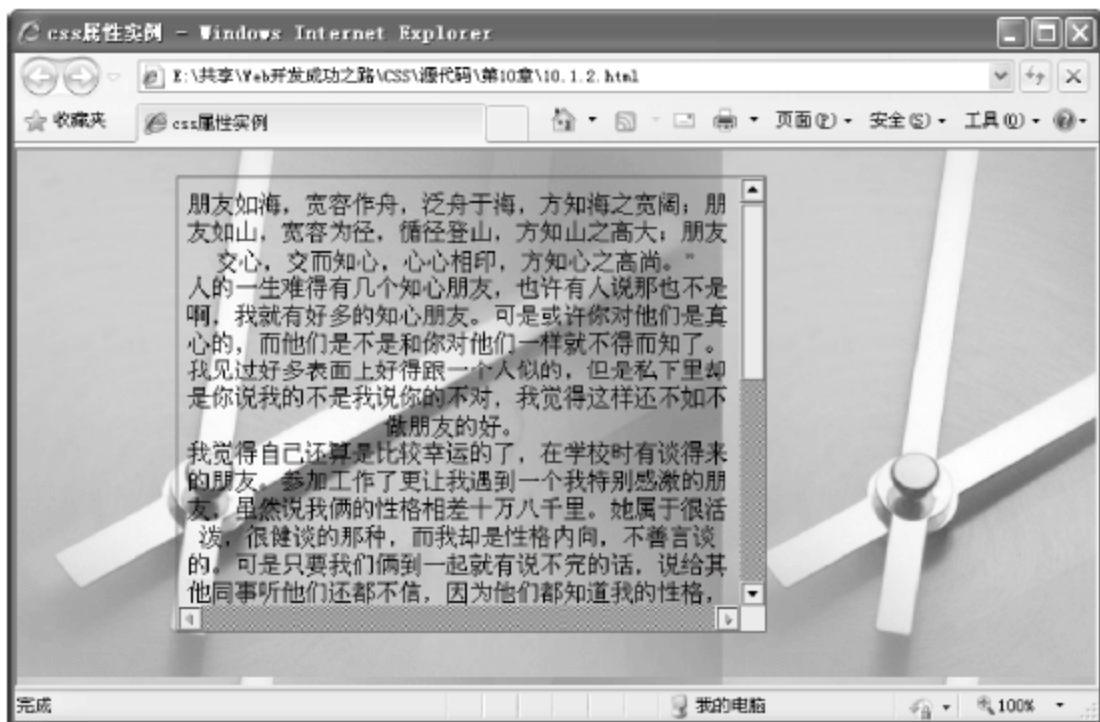 css属性实例 - Windows Internet Explorer
E:\共享\Web开发成功之路\CSS\源代码\第10章\10.1.2.html
收藏夹
css属性实例
页面(P)
安全(S)
工具(O)
朋友如海，宽容作舟，泛舟于海，方知海之宽阔；朋
友如山，宽容为径，循径登山，方知山之高大；朋友
交心，交而知心，心心相印，方知心之高尚。"
人的一生难得有几个知心朋友，也许有人说那也不是
啊，我就有好多的知心朋友。可是或许你对他们是真
心的，而他们是不是和你对他们一样就不得而知了。
我见过好多表面上好得跟一个人似的，但是私下里却
是你说我的不是我说你的不对，我觉得这样还不如不
做朋友的好。
我觉得自己还算是比较幸运的了，在学校时有谈得来
的朋友。参加工作了更让我遇到一个我特别感激的朋
友，虽然说我俩的性格相差十万八千里。她属于很活
泼，很健谈的那种，而我却是性格内向，不善言谈
的。可是只要我们俩到一起就有说不完的话，说给其
他同事听他们还都不信，因为他们都知道我的性格，
完成
我的电脑
100%